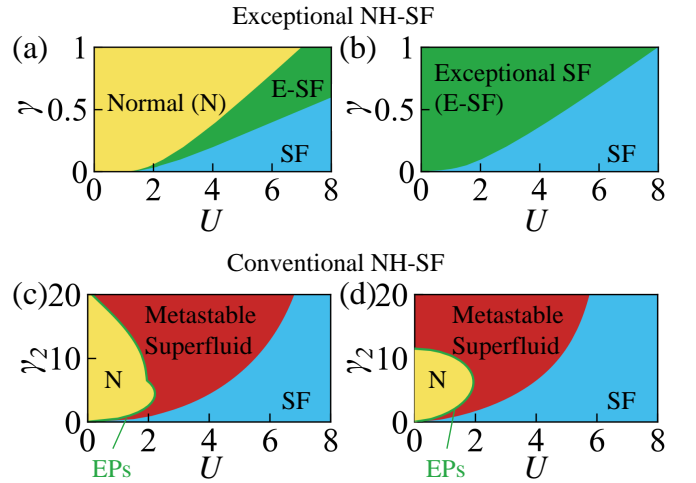 Exceptional NH-SF
(a)
1
0.5
0
γ
Normal (N)
E-SF
SF
0 2 4 6 8
U
(b)
1
0.5
0
γ
Exceptional SF
(E-SF)
SF
0 2 4 6 8
U
Conventional NH-SF
(c)
20
10
0
γ2
Metastable
Superfluid
N
SF
0 2 4 6 8
EPs
U
(d)
20
10
0
γ2
Metastable
Superfluid
N
SF
0 2 4 6 8
EPs
U